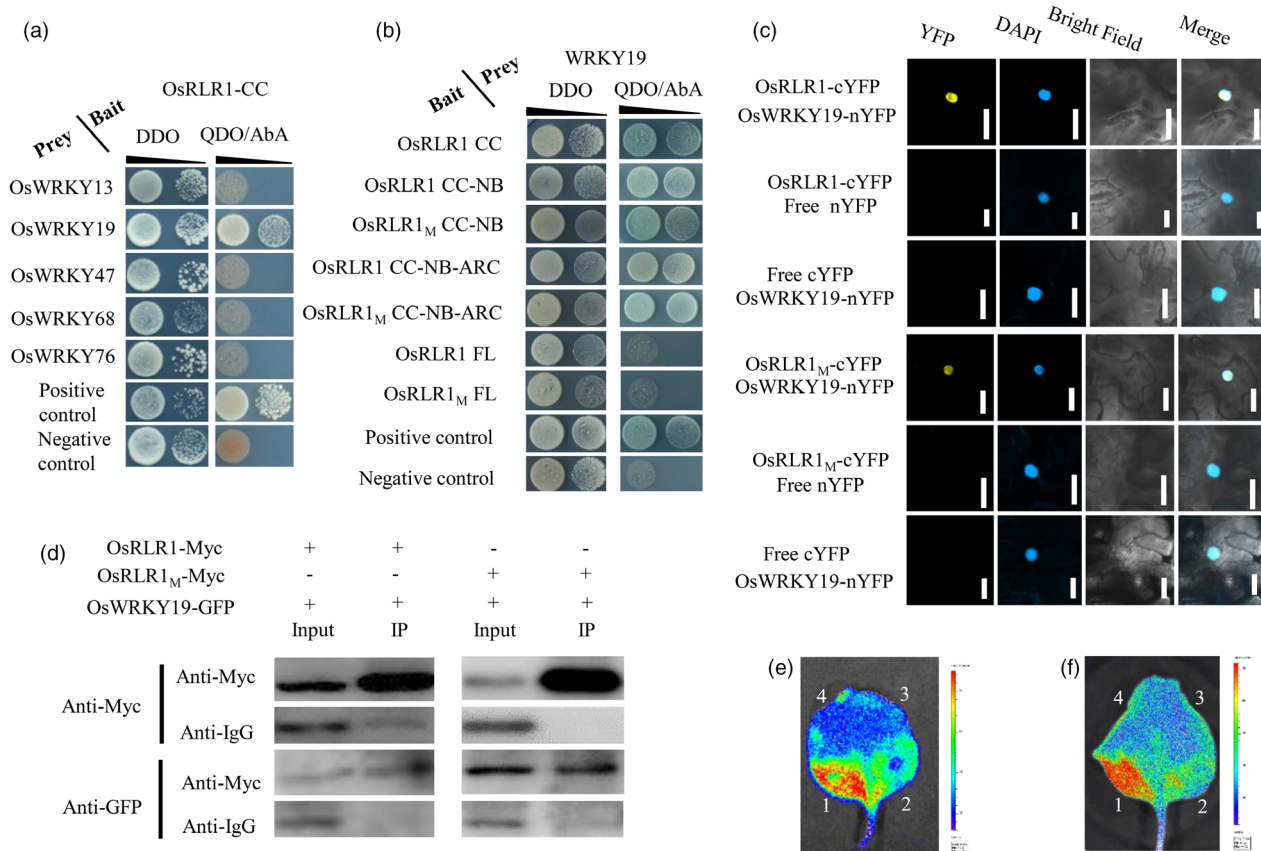 (a)
OsRLR1-CC
Prey
Bait
DDO
QDO/AbA
OsWRKY13
OsWRKY19
OsWRKY47
OsWRKY68
OsWRKY76
Positive
control
Negative
control
(b)
WRKY19
Bait
Prey
DDO
QDO/AbA
OsRLR1 CC
OsRLR1 CC-NB
OsRLR1M CC-NB
OsRLR1 CC-NB-ARC
OsRLR1M CC-NB-ARC
OsRLR1 FL
OsRLR1M FL
Positive control
Negative control
(c)
YFP
DAPI
Bright Field
Merge
OsRLR1-cYFP
OsWRKY19-nYFP
OsRLR1-cYFP
Free nYFP
Free cYFP
OsWRKY19-nYFP
OsRLR1M-cYFP
OsWRKY19-nYFP
OsRLR1M-cYFP
Free nYFP
Free cYFP
OsWRKY19-nYFP
(d)
OsRLR1-Myc + + - -
OsRLR1M-Myc - - + +
OsWRKY19-GFP + + + +
Input IP Input IP
Anti-Myc
Anti-Myc
Anti-IgG
Anti-GFP
Anti-Myc
Anti-IgG
(e)
4
3
1
2
(f)
4
3
1
2